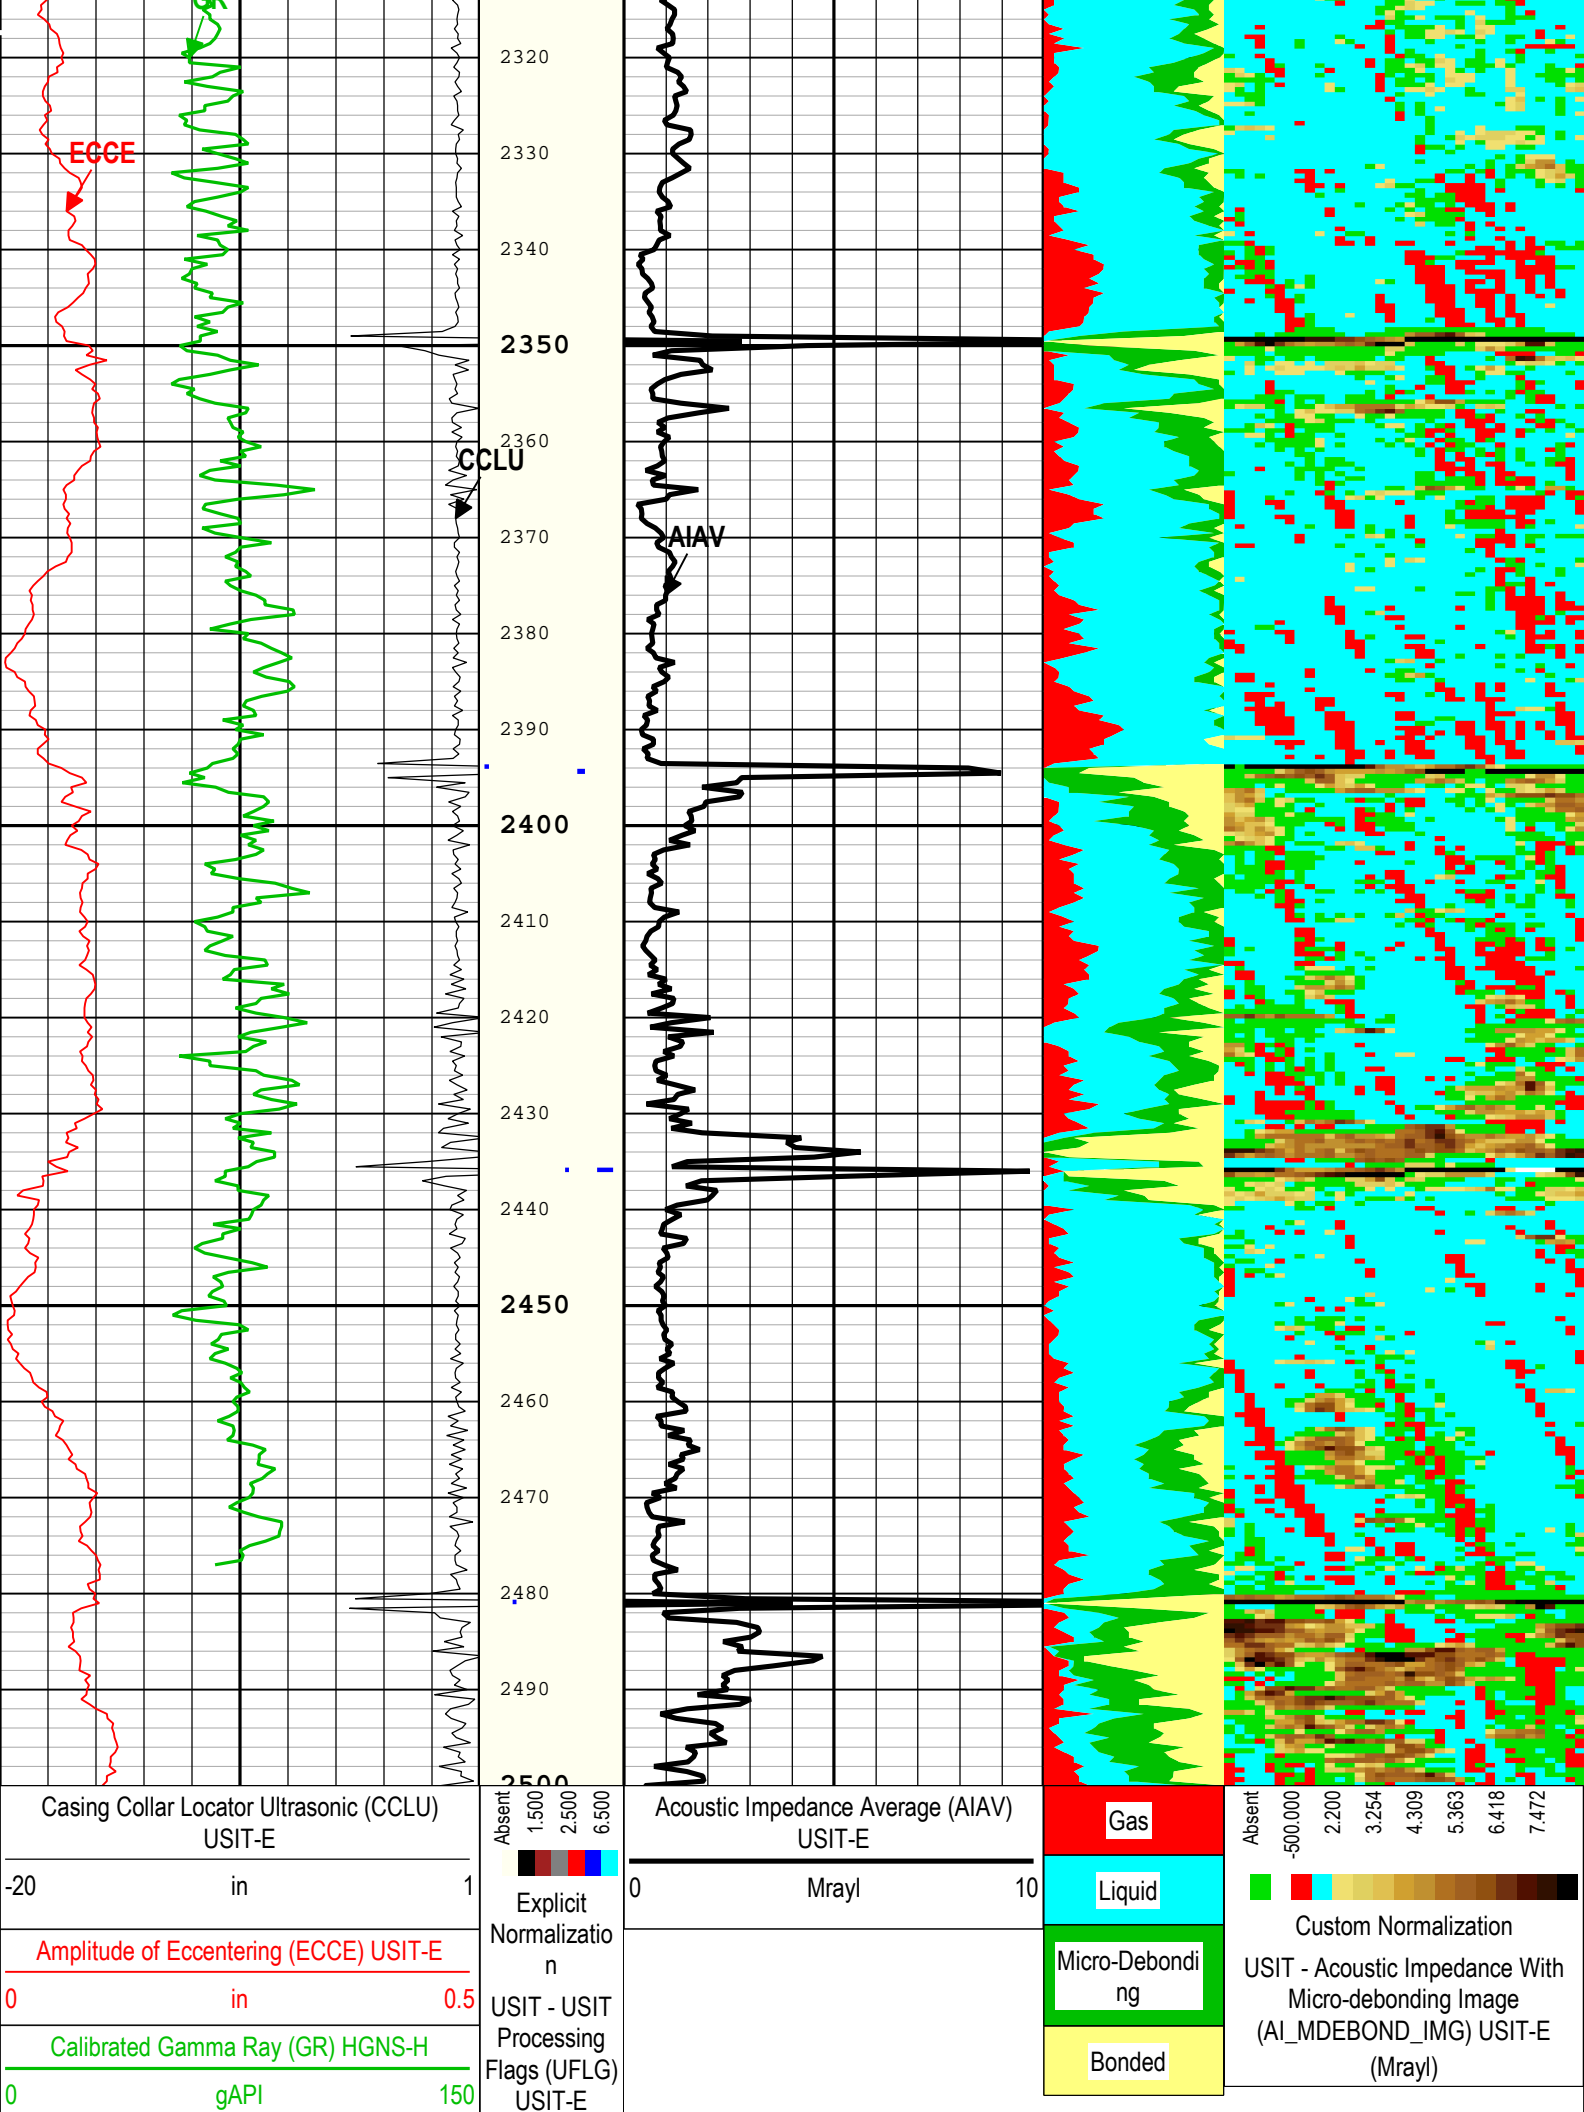 GR
2320
2330
ECCE
2340
2350
2360
CCLU
2370
AIAV
2380
2390
2400
2410
2420
2430
2440
2450
2460
2470
2480
2490
2500
Casing Collar Locator Ultrasonic (CCLU)
USIT-E
-20 in 1
Amplitude of Eccentering (ECCE) USIT-E
0 in 0.5
Calibrated Gamma Ray (GR) HGNS-H
0 gAPI 150
Absent
1.500
2.500
6.500
Explicit
Normalizatio
n
USIT - USIT
Processing
Flags (UFLG)
USIT-E
Acoustic Impedance Average (AIAV)
USIT-E
0 Mrayl 10
Gas
Liquid
Micro-Debondi
ng
Bonded
Absent
-500.000
2.200
3.254
4.309
5.363
6.418
7.472
Custom Normalization
USIT - Acoustic Impedance With
Micro-debonding Image
(AI_MDEBOND_IMG) USIT-E
(Mrayl)